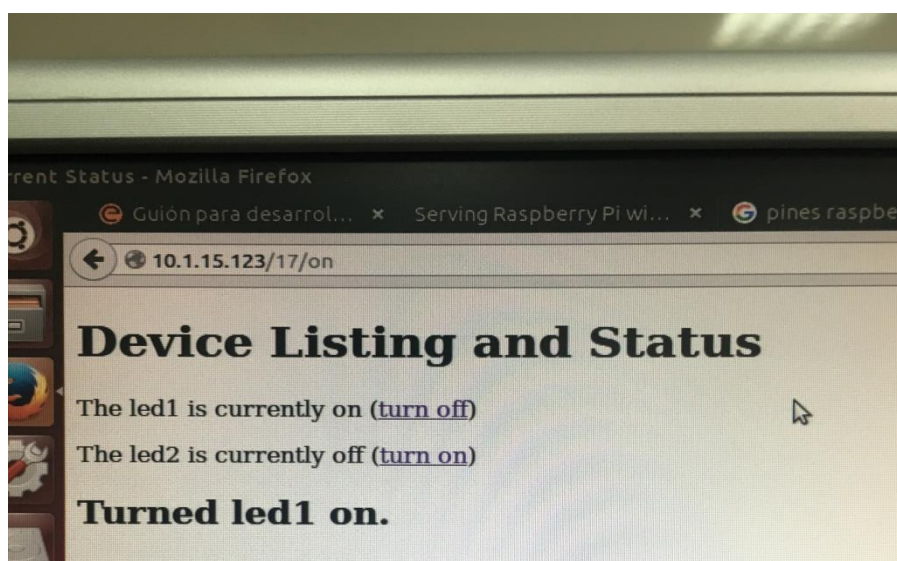 rrent Status - Mozilla Firefox
Guión para desarrol... × Serving Raspberry Pi wi... × pines raspbe
10.1.15.123/17/on
Device Listing and Status
The led1 is currently on (turn off)
The led2 is currently off (turn on)
Turned led1 on.